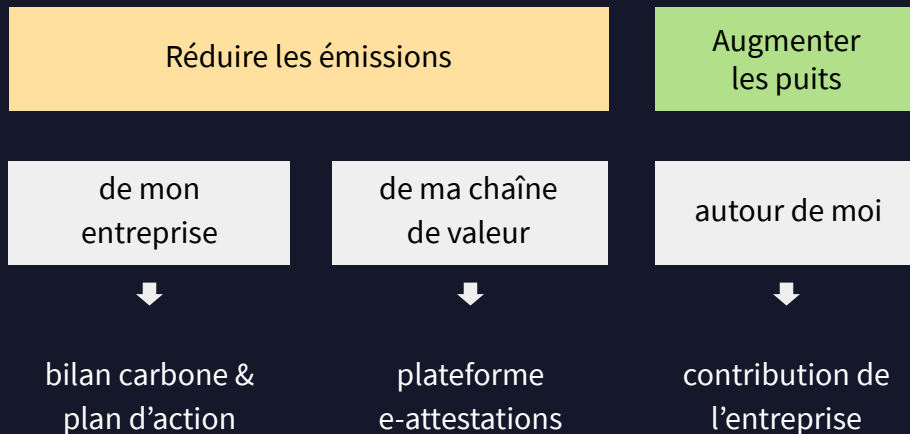 Réduire les émissions
Augmenter
les puits
de mon
entreprise
de ma chaîne
de valeur
autour de moi
bilan carbone &
plan d’action
plateforme
e-attestations
contribution de
l’entreprise